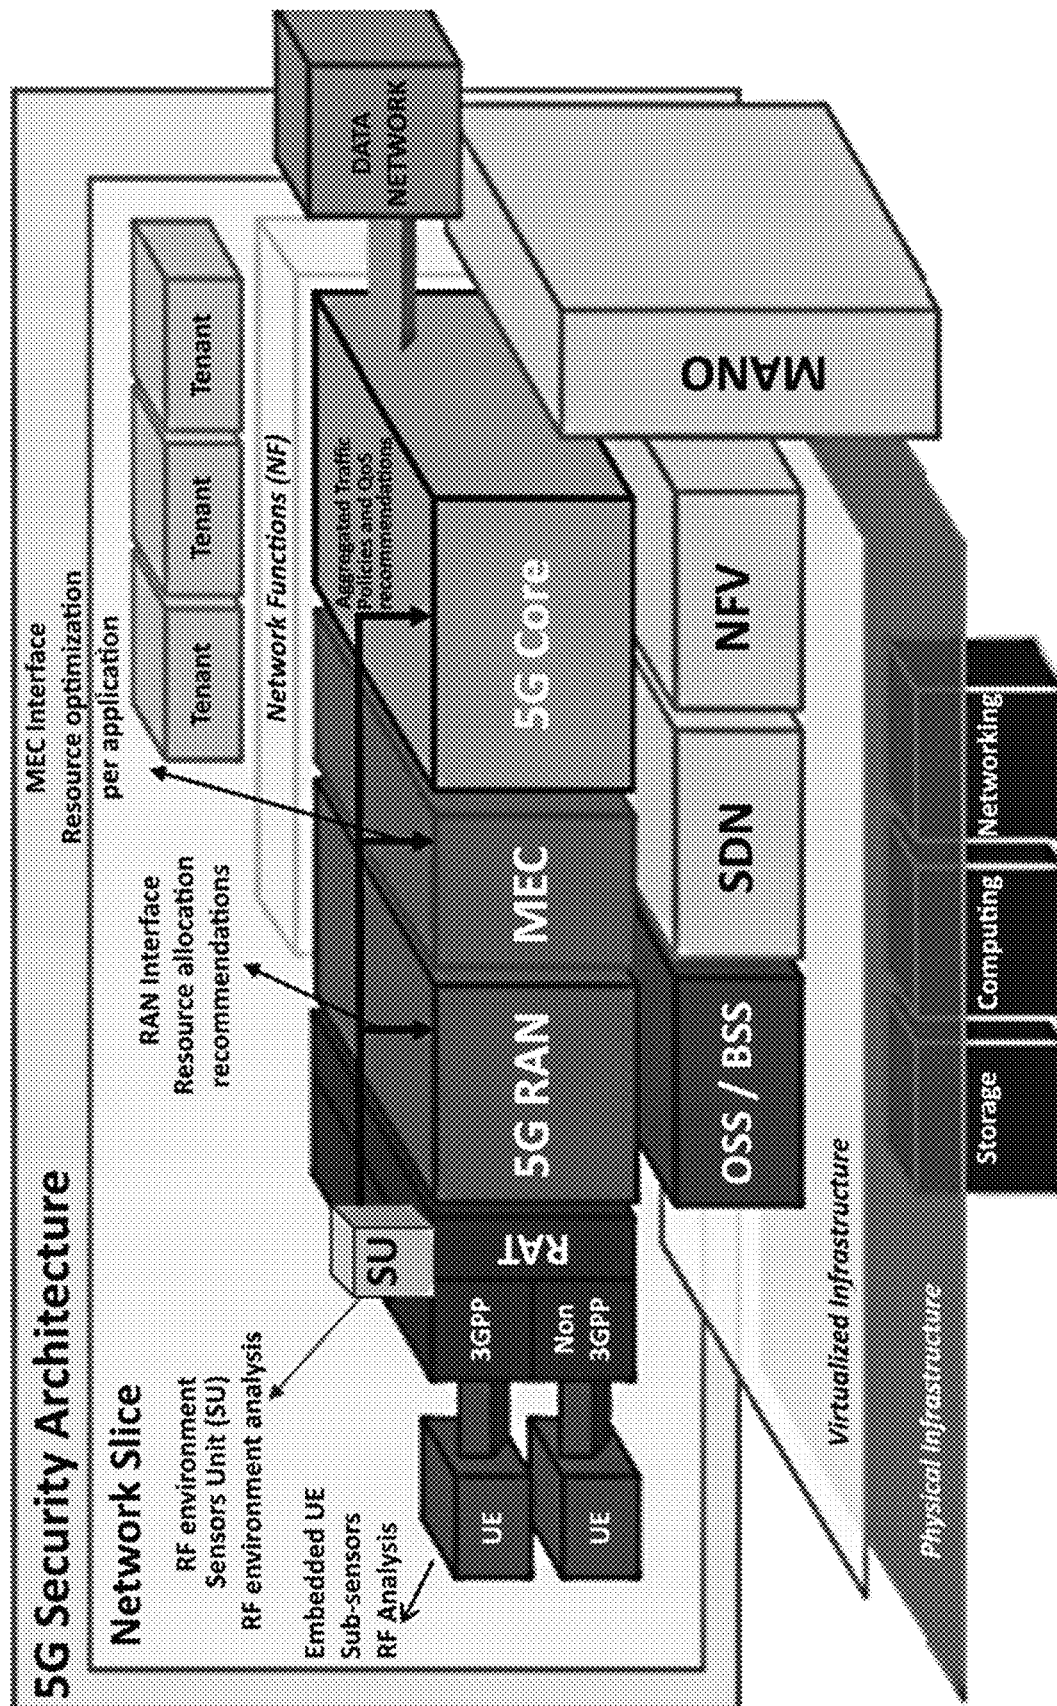 5G Security Architecture
Network Slice
MEC Interface
Resource optimization
per application
RAN Interface
Resource allocation
recommendations
RF environment
Sensors Unit (SU)
RF environment analysis
Embedded UE
Sub-sensors
RF Analysis
Tenant
Tenant
Tenant
Network Functions (NF)
Aggregated Traffic
Policies and QoS
recommendations
DATA
NETWORK
SU
UE
UE
3GPP
Non
3GPP
RAT
5G RAN
MEC
5G Core
OSS / BSS
SDN
NFV
MANO
Virtualized Infrastructure
Physical Infrastructure
Storage
Computing
Networking